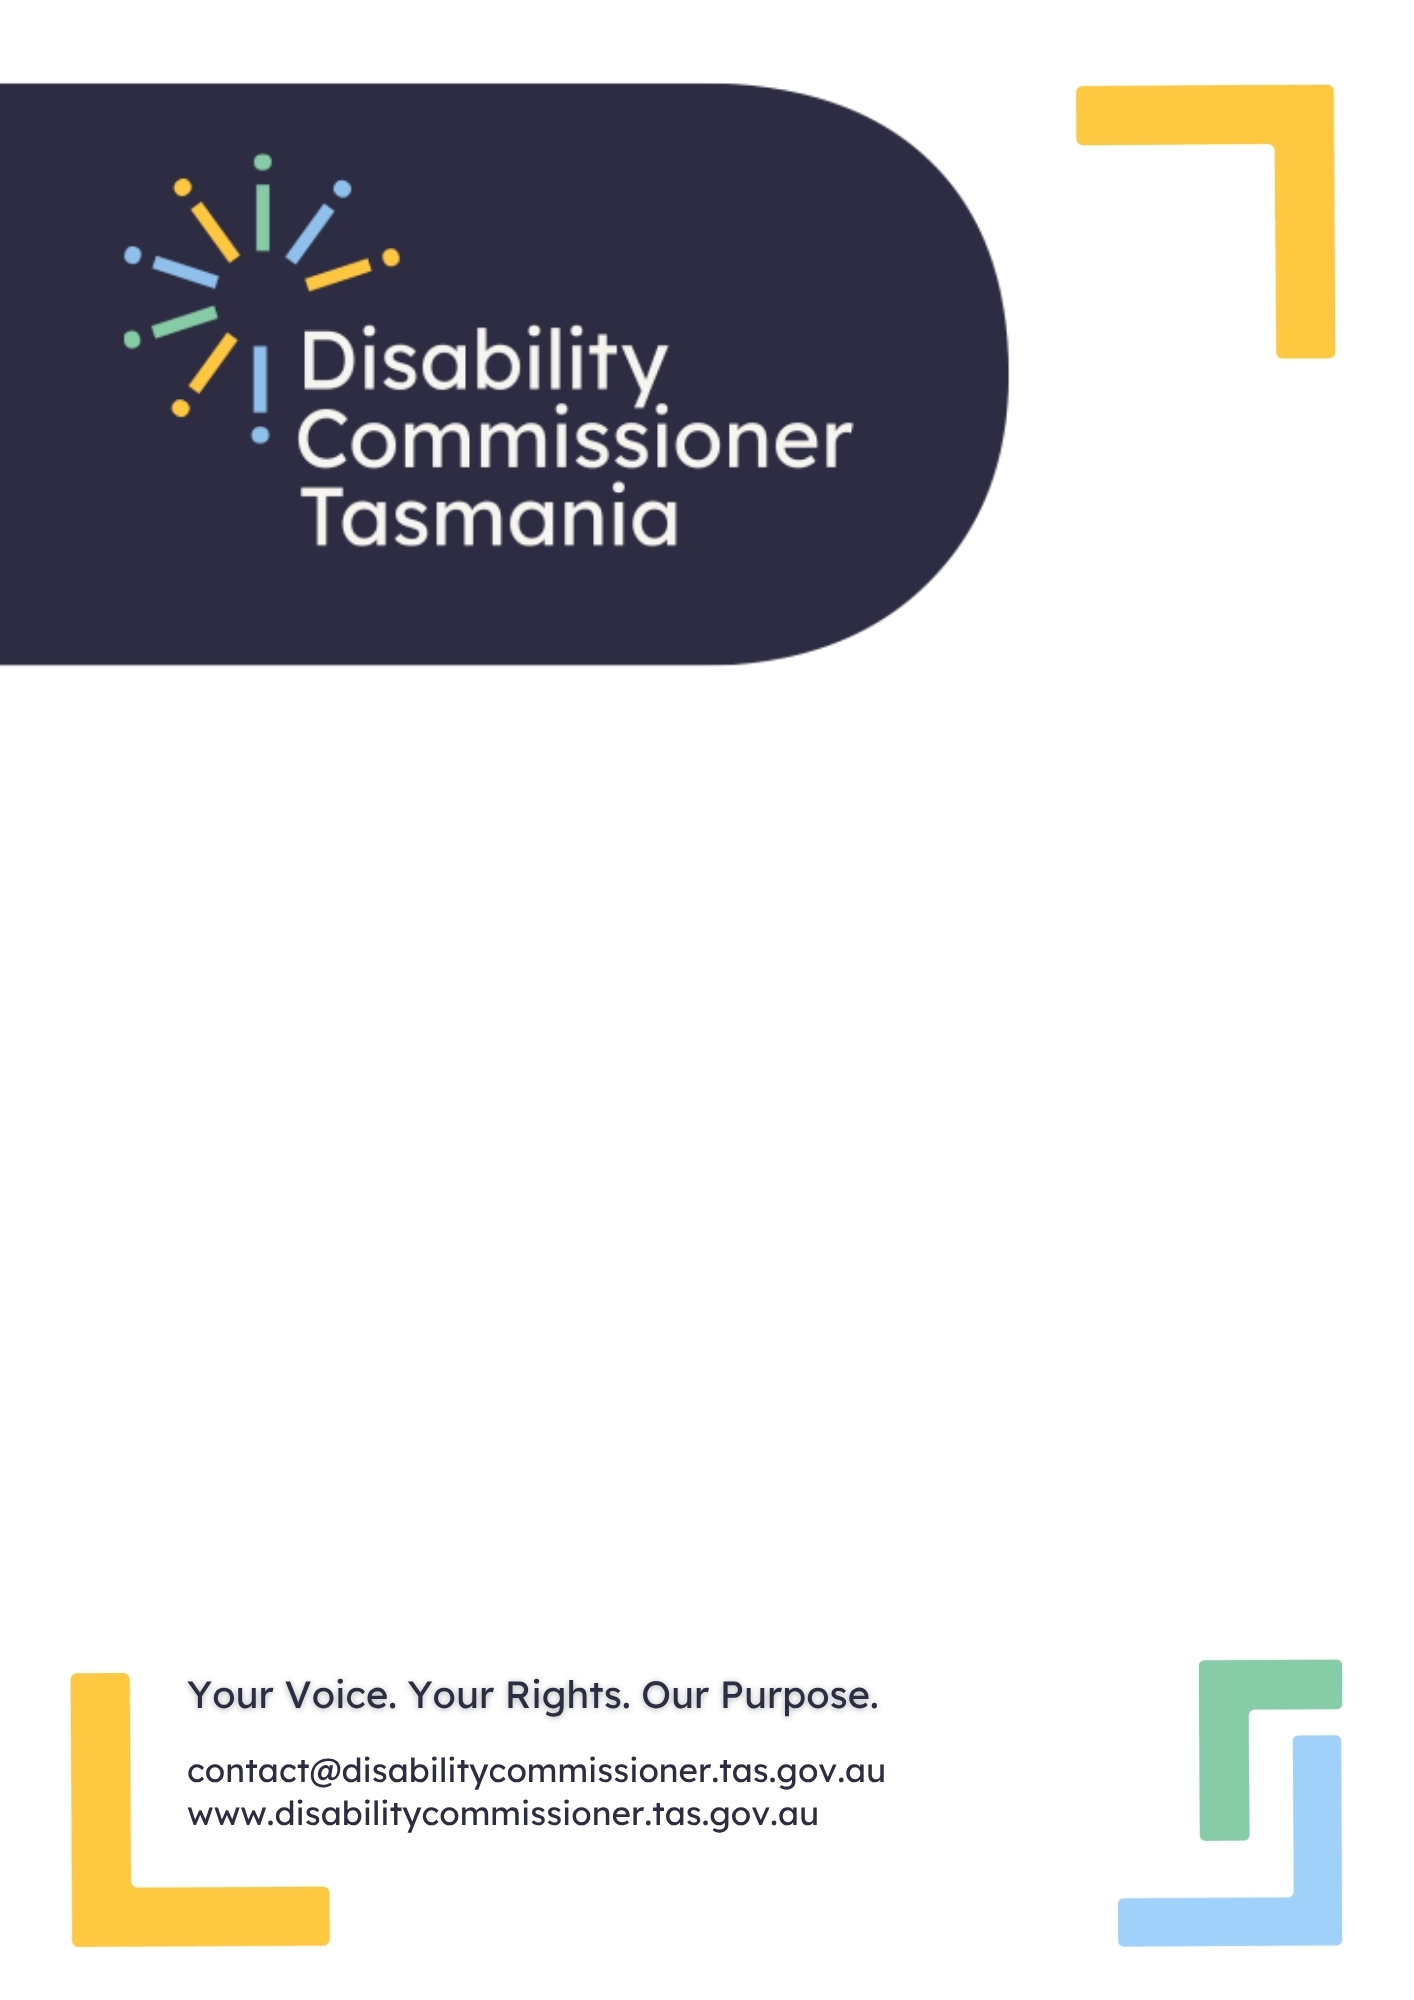 Disability
Commissioner
Tasmania
Your Voice. Your Rights. Our Purpose.
contact@disabilitycommissioner.tas.gov.au
www.disabilitycommissioner.tas.gov.au